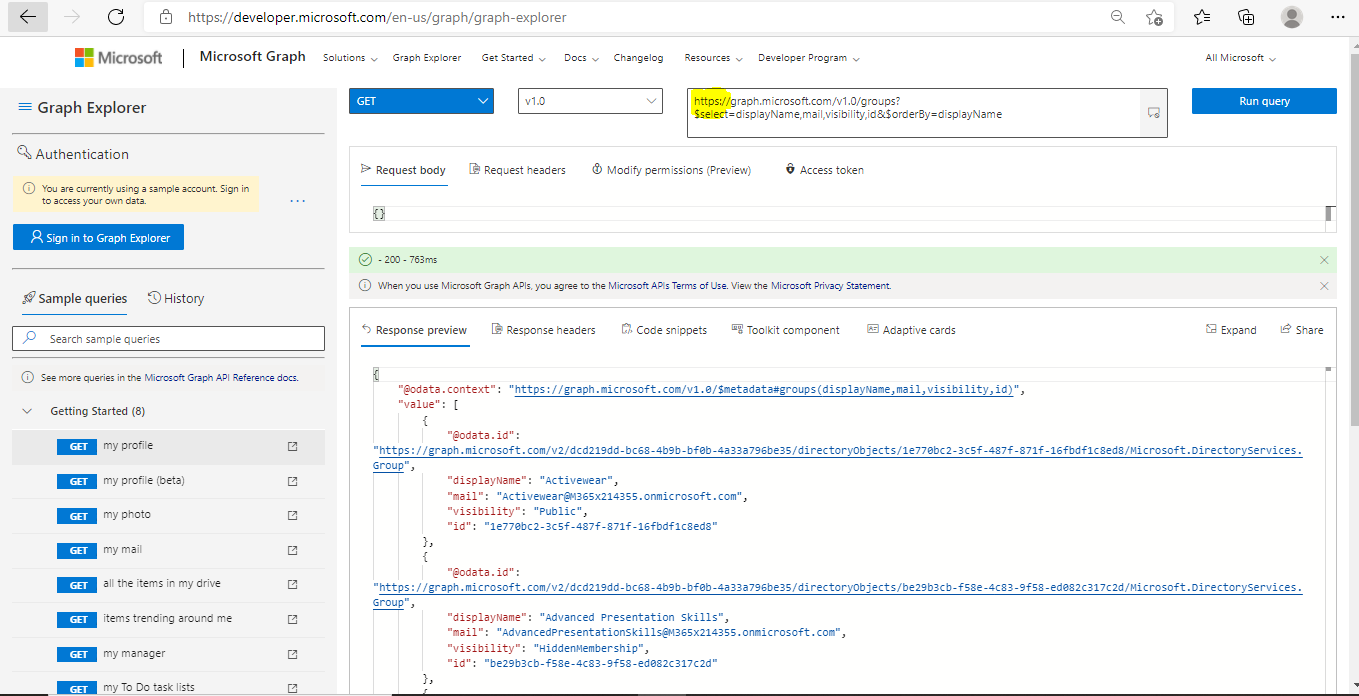 https://developer.microsoft.com/en-us/graph/graph-explorer
Microsoft
Microsoft Graph
Solutions
Graph Explorer
Get Started
Docs
Changelog
Resources
Developer Program
All Microsoft
Graph Explorer
Authentication
You are currently using a sample account. Sign in
to access your own data.
...
Sign in to Graph Explorer
Sample queries
History
Search sample queries
See more queries in the Microsoft Graph API Reference docs.
Getting Started (8)
GET my profile
GET my profile (beta)
GET my photo
GET my mail
GET all the items in my drive
GET items trending around me
GET my manager
GET my To Do task lists
GET
v1.0
https://graph.microsoft.com/v1.0/groups?
$select=displayName,mail,visibility,id&$orderBy=displayName
Run query
Request body
Request headers
Modify permissions (Preview)
Access token
{}
- 200 - 763ms
When you use Microsoft Graph APIs, you agree to the Microsoft APIs Terms of Use. View the Microsoft Privacy Statement.
Response preview
Response headers
Code snippets
Toolkit component
Adaptive cards
Expand
Share
{
"@odata.context": "https://graph.microsoft.com/v1.0/$metadata#groups(displayName,mail,visibility,id)",
"value": [
{
"@odata.id":
"https://graph.microsoft.com/v2/dcd219dd-bc68-4b9b-bf0b-4a33a796be35/directoryObjects/1e770bc2-3c5f-487f-871f-16fbdf1c8ed8/Microsoft.DirectoryServices.
Group",
"displayName": "Activewear",
"mail": "Activewear@M365x214355.onmicrosoft.com",
"visibility": "Public",
"id": "1e770bc2-3c5f-487f-871f-16fbdf1c8ed8"
},
{
"@odata.id":
"https://graph.microsoft.com/v2/dcd219dd-bc68-4b9b-bf0b-4a33a796be35/directoryObjects/be29b3cb-f58e-4c83-9f58-ed082c317c2d/Microsoft.DirectoryServices.
Group",
"displayName": "Advanced Presentation Skills",
"mail": "AdvancedPresentationSkills@M365x214355.onmicrosoft.com",
"visibility": "HiddenMembership",
"id": "be29b3cb-f58e-4c83-9f58-ed082c317c2d"
},
{